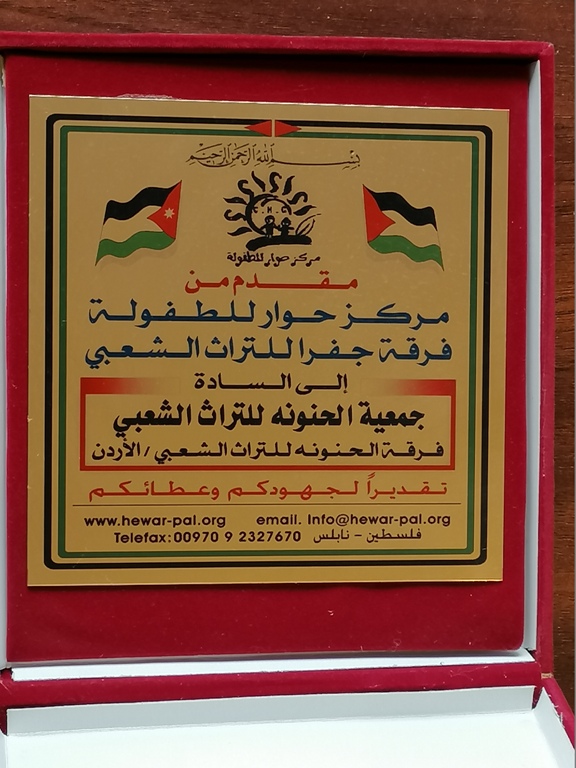 بسم الله الرحمن الرحيم
C.H.C
مركز حوار للطفولة
مقدم من
مركز حوار للطفولة
فرقة جفرا للتراث الشعبي
إلى السادة
جمعية الحنونه للتراث الشعبي
فرقة الحنونه للتراث الشعبي / الأردن
تقديراً لجهودكم وعطائكم
www.hewar-pal.org email. Info@hewar-pal.org
Telefax: 00970 9 2327670 فلسطين - نابلس